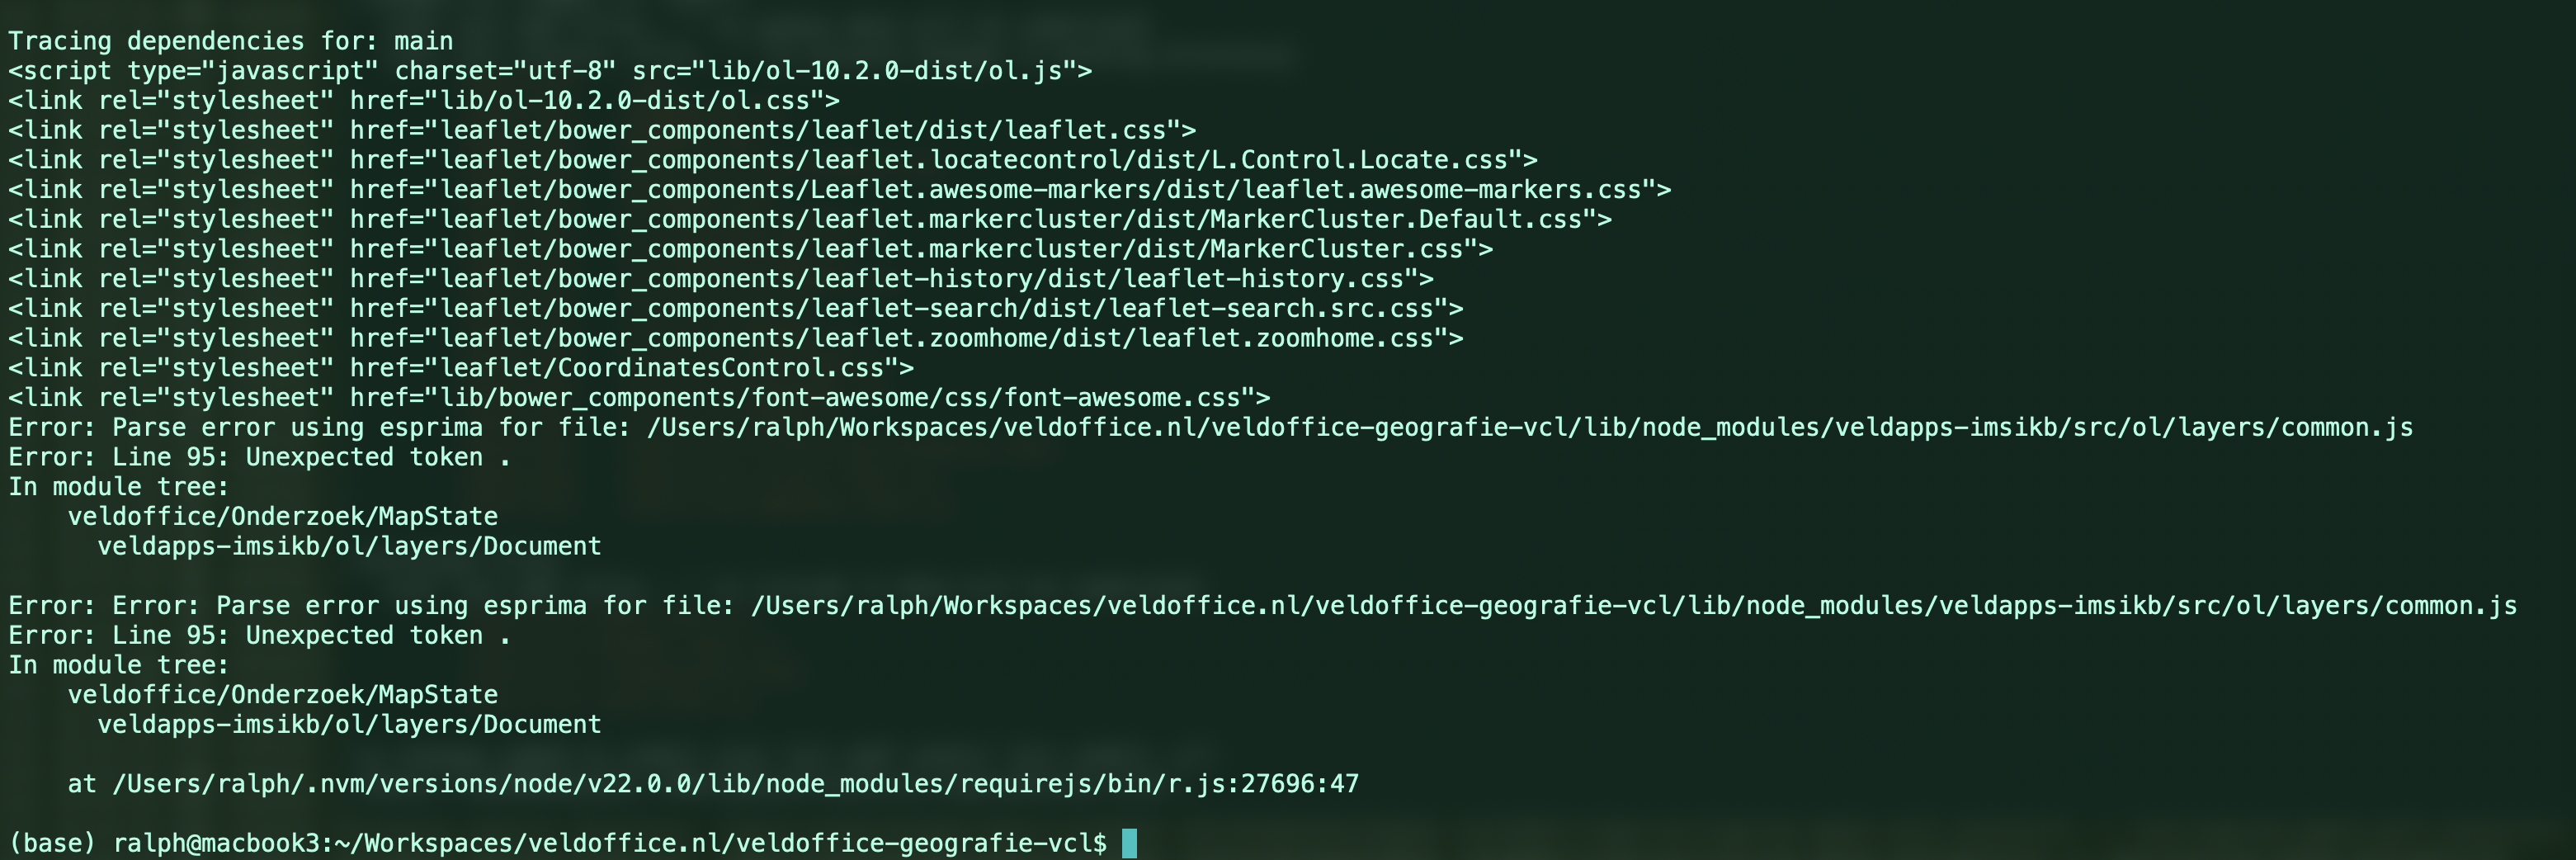 Tracing dependencies for: main
<script type="javascript" charset="utf-8" src="lib/ol-10.2.0-dist/ol.js">
<link rel="stylesheet" href="lib/ol-10.2.0-dist/ol.css">
<link rel="stylesheet" href="leaflet/bower_components/leaflet/dist/leaflet.css">
<link rel="stylesheet" href="leaflet/bower_components/leaflet.locatecontrol/dist/L.Control.Locate.css">
<link rel="stylesheet" href="leaflet/bower_components/Leaflet.awesome-markers/dist/leaflet.awesome-markers.css">
<link rel="stylesheet" href="leaflet/bower_components/leaflet.markercluster/dist/MarkerCluster.Default.css">
<link rel="stylesheet" href="leaflet/bower_components/leaflet.markercluster/dist/MarkerCluster.css">
<link rel="stylesheet" href="leaflet/bower_components/leaflet-history/dist/leaflet-history.css">
<link rel="stylesheet" href="leaflet/bower_components/leaflet-search/dist/leaflet-search.src.css">
<link rel="stylesheet" href="leaflet/bower_components/leaflet.zoomhome/dist/leaflet.zoomhome.css">
<link rel="stylesheet" href="leaflet/CoordinatesControl.css">
<link rel="stylesheet" href="lib/bower_components/font-awesome/css/font-awesome.css">
Error: Parse error using esprima for file: /Users/ralph/Workspaces/veldoffice.nl/veldoffice-geografie-vcl/lib/node_modules/veldapps-imsikb/src/ol/layers/common.js
Error: Line 95: Unexpected token .
In module tree:
    veldoffice/Onderzoek/MapState
      veldapps-imsikb/ol/layers/Document

Error: Error: Parse error using esprima for file: /Users/ralph/Workspaces/veldoffice.nl/veldoffice-geografie-vcl/lib/node_modules/veldapps-imsikb/src/ol/layers/common.js
Error: Line 95: Unexpected token .
In module tree:
    veldoffice/Onderzoek/MapState
      veldapps-imsikb/ol/layers/Document

    at /Users/ralph/.nvm/versions/node/v22.0.0/lib/node_modules/requirejs/bin/r.js:27696:47

(base) ralph@macbook3:~/Workspaces/veldoffice.nl/veldoffice-geografie-vcl$